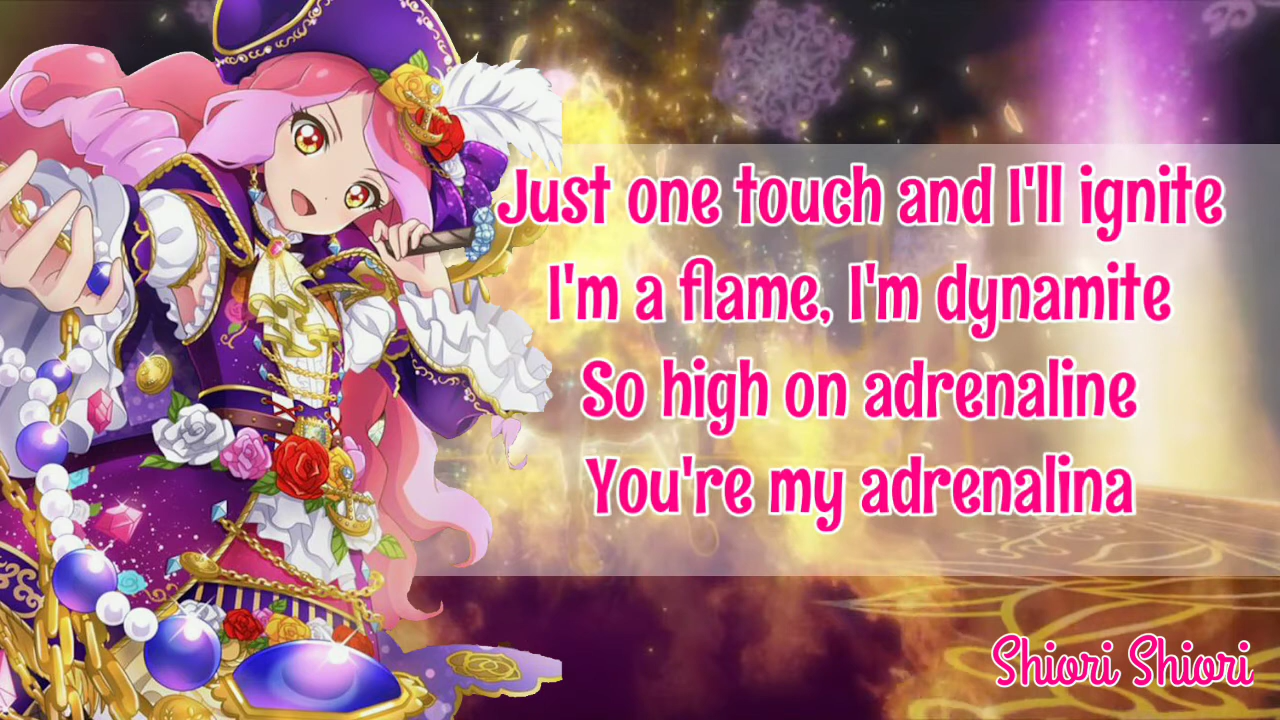 Just one touch and I'll ignite
I'm a flame, I'm dynamite
So high on adrenaline
You're my adrenalina
Shiori Shiori